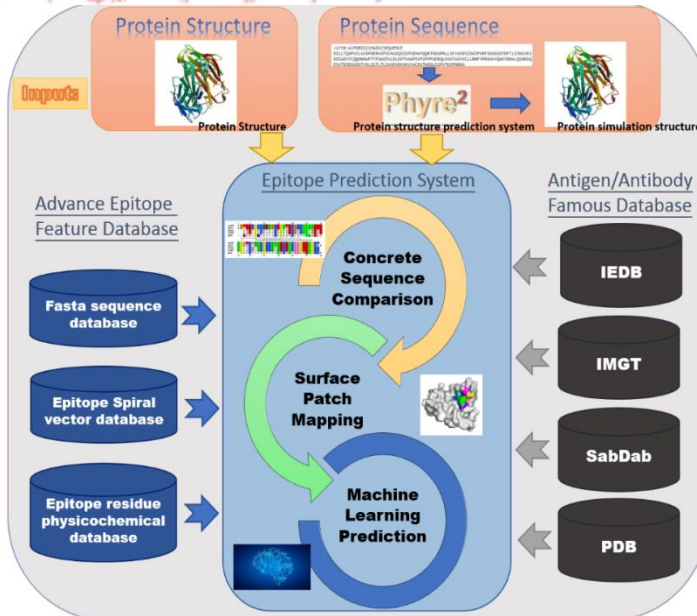 Protein Structure
Protein Sequence
Input:
Phyre2
Protein Structure
Protein structure prediction system
Protein simulation structure
Advance Epitope
Feature Database
Epitope Prediction System
Antigen/Antibody
Famous Database
Concrete
Sequence
Comparison
Fasta sequence
database
IEDB
Surface
Patch
Mapping
Epitope Spiral
vector database
IMGT
SabDab
Machine
Learning
Prediction
Epitope residue
physicochemical
database
PDB